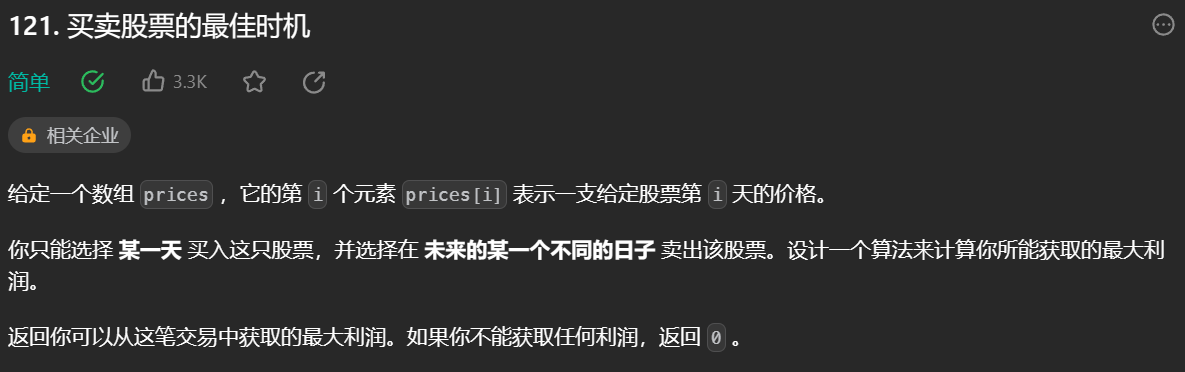 121. 买卖股票的最佳时机
简单 3.3K
相关企业
给定一个数组 prices ，它的第 i 个元素 prices[i] 表示一支给定股票第 i 天的价格。
你只能选择 某一天 买入这只股票，并选择在 未来的某一个不同的日子 卖出该股票。设计一个算法来计算你所能获取的最大利
润。
返回你可以从这笔交易中获取的最大利润。如果你不能获取任何利润，返回 0 。